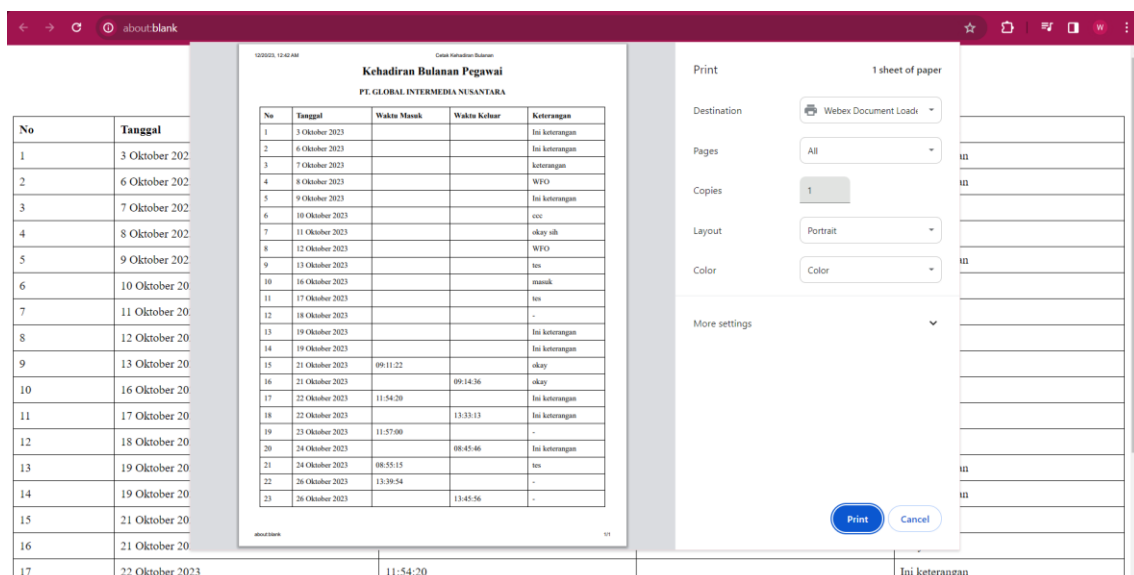 about:blank
W
12/20/23, 12:42 AM Cetak Kehadiran Bulanan
Kehadiran Bulanan Pegawai
PT. GLOBAL INTERMEDIA NUSANTARA
No Tanggal Waktu Masuk Waktu Keluar Keterangan
1 3 Oktober 2023 Ini keterangan
2 6 Oktober 2023 Ini keterangan
3 7 Oktober 2023 keterangan
4 8 Oktober 2023 WFO
5 9 Oktober 2023 Ini keterangan
6 10 Oktober 2023 ccc
7 11 Oktober 2023 okay sih
8 12 Oktober 2023 WFO
9 13 Oktober 2023 tes
10 16 Oktober 2023 masuk
11 17 Oktober 2023 tes
12 18 Oktober 2023 -
13 19 Oktober 2023 Ini keterangan
14 19 Oktober 2023 Ini keterangan
15 21 Oktober 2023 09:11:22 okay
16 21 Oktober 2023 09:14:36 okay
17 22 Oktober 2023 11:54:20 Ini keterangan
18 22 Oktober 2023 13:33:13 Ini keterangan
19 23 Oktober 2023 11:57:00 -
20 24 Oktober 2023 08:45:46 Ini keterangan
21 24 Oktober 2023 08:55:15 tes
22 26 Oktober 2023 13:39:54 -
23 26 Oktober 2023 13:45:56 -
about:blank 1/1
Print 1 sheet of paper
Destination Webex Document Loade
Pages All
Copies 1
Layout Portrait
Color Color
More settings
Print Cancel
No Tanggal
1 3 Oktober 202 an
2 6 Oktober 202 an
3 7 Oktober 202
4 8 Oktober 202
5 9 Oktober 202 an
6 10 Oktober 20
7 11 Oktober 20
8 12 Oktober 20
9 13 Oktober 20
10 16 Oktober 20
11 17 Oktober 20
12 18 Oktober 20
13 19 Oktober 20 an
14 19 Oktober 20 an
15 21 Oktober 20
16 21 Oktober 20
17 22 Oktober 2023 11:54:20 Ini keterangan